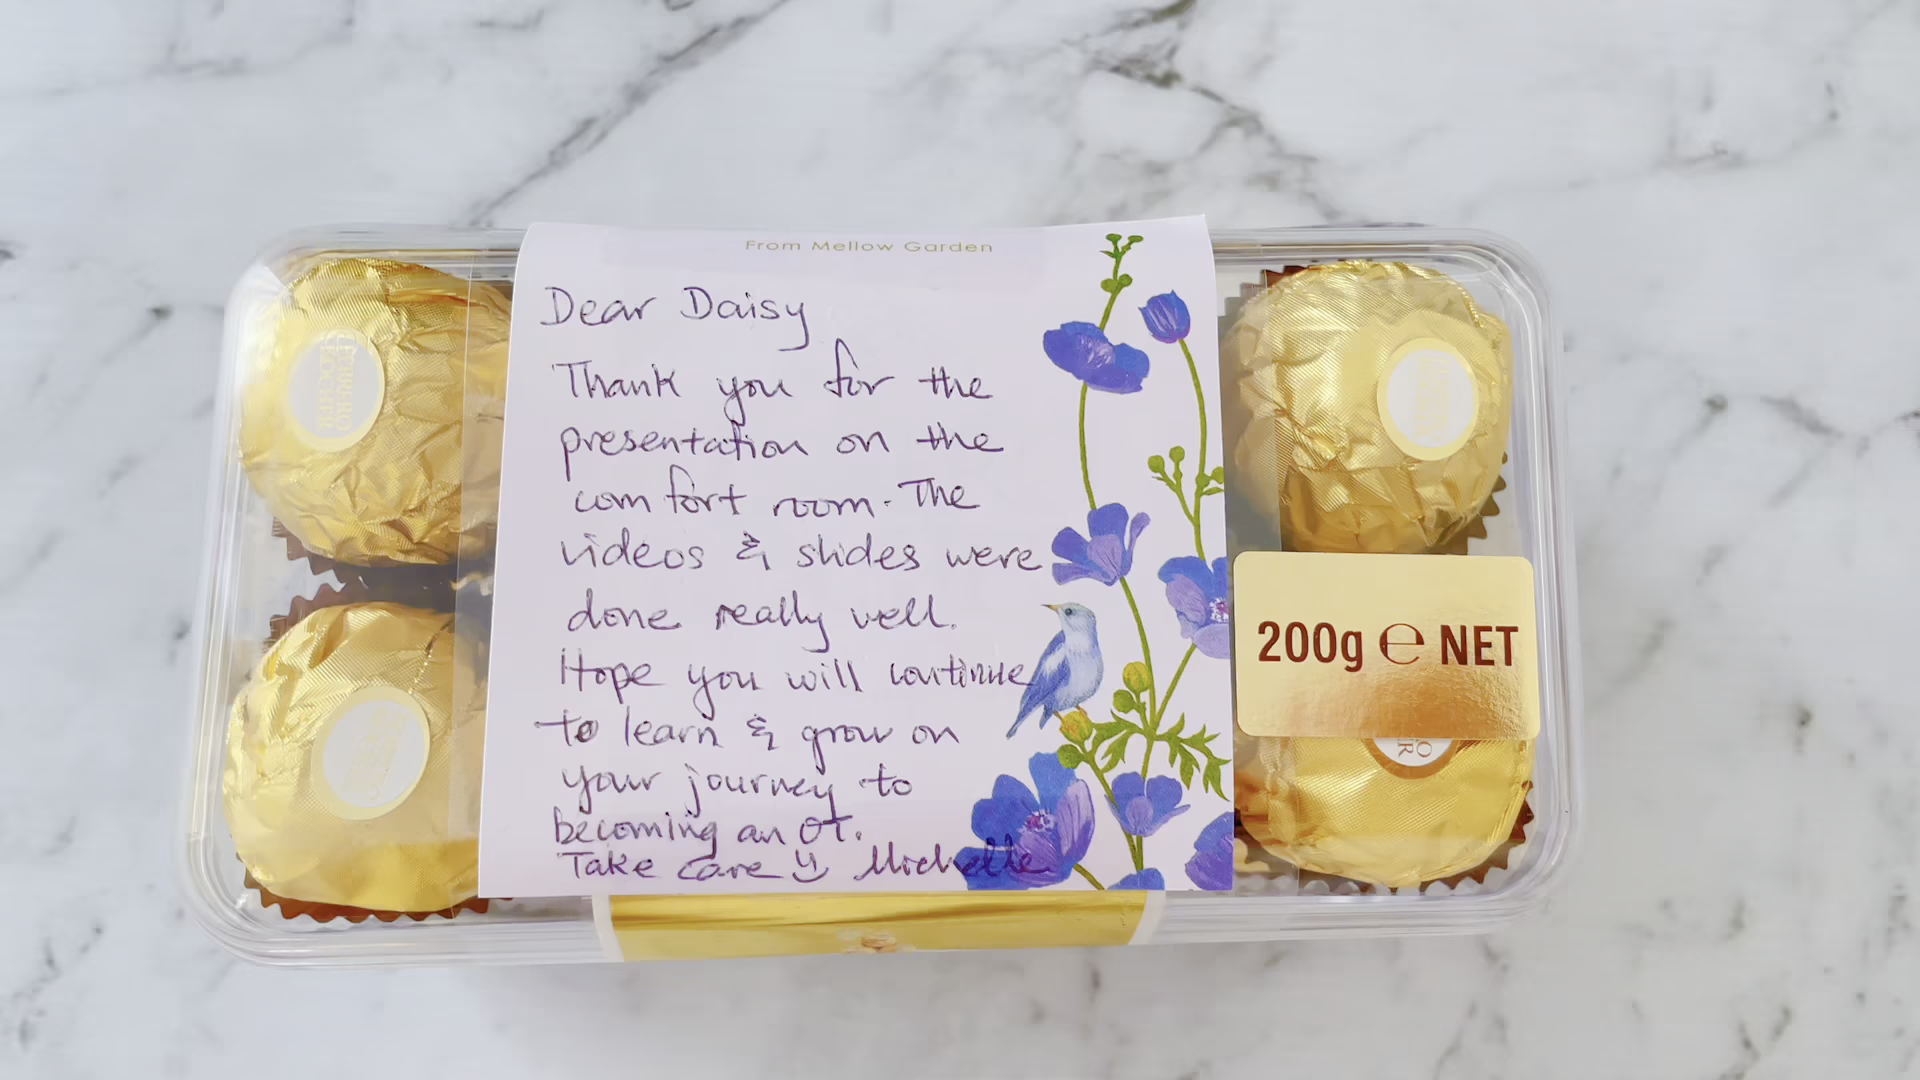 From Mellow Garden
Dear Daisy
Thank you for the
presentation on the
comfort room. The
videos & slides were
done really well.
Hope you will continue
to learn & grow on
your journey to
becoming an OT.
Take care Michelle
200g ℮ NET
FERRERO
ROCHER